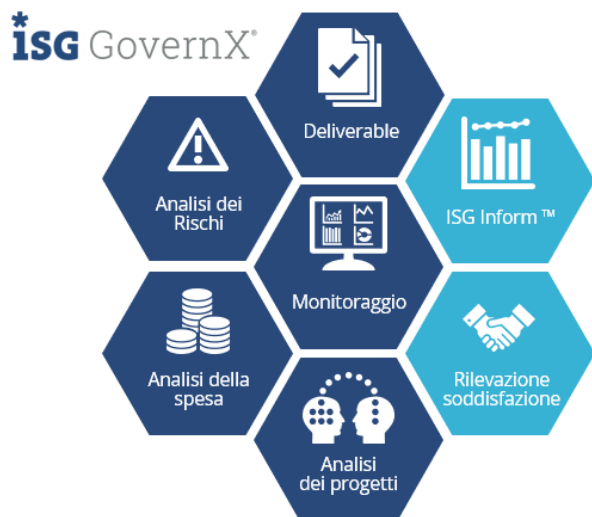 ISG GovernX®
Deliverable
Analisi dei
Rischi
ISG Inform ™
Monitoraggio
Analisi della
spesa
Rilevazione
soddisfazione
Analisi
dei progetti